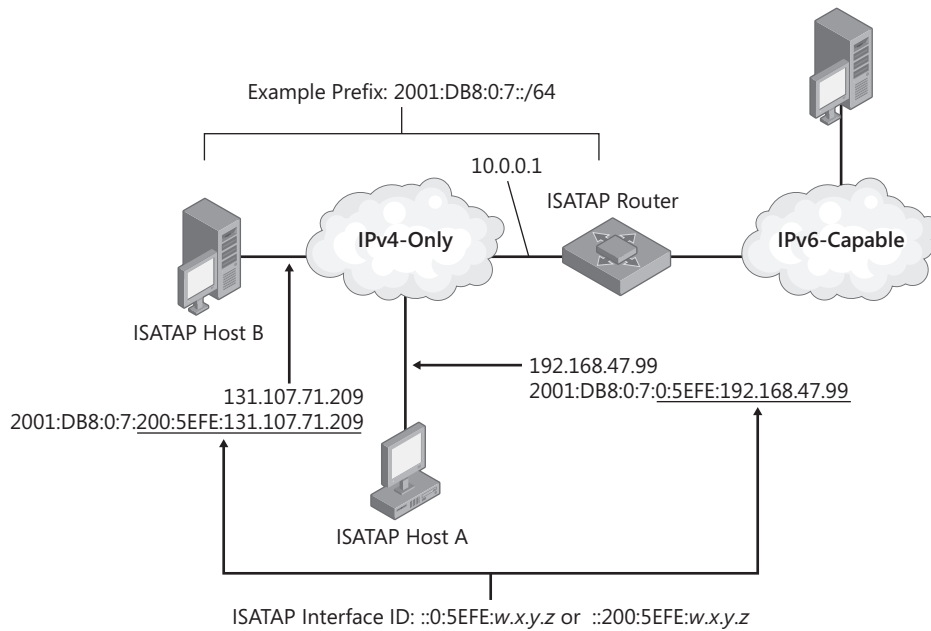 Example Prefix: 2001:DB8:0:7::/64
10.0.0.1
ISATAP Router
IPv4-Only
IPv6-Capable
ISATAP Host B
192.168.47.99
2001:DB8:0:7:0:5EFE:192.168.47.99
131.107.71.209
2001:DB8:0:7:200:5EFE:131.107.71.209
ISATAP Host A
ISATAP Interface ID: ::0:5EFE:w.x.y.z or ::200:5EFE:w.x.y.z